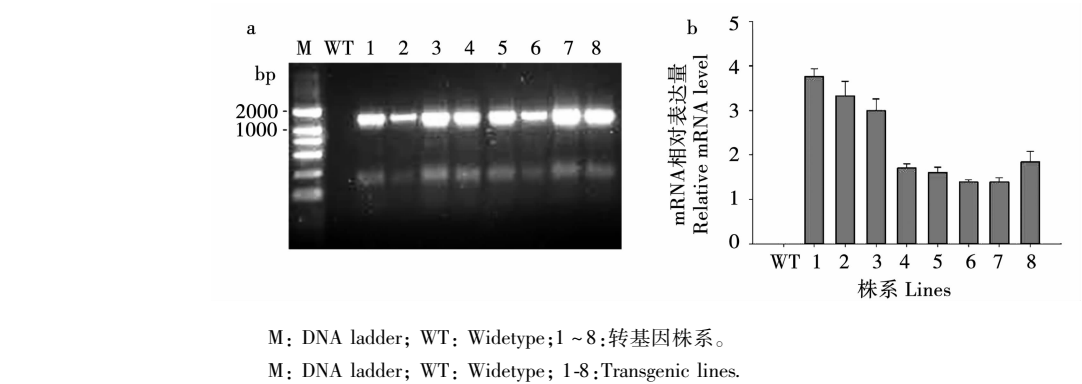 a
M WT 1 2 3 4 5 6 7 8
bp
2000
1000
b
mRNA相对表达量
Relative mRNA level
5
4
3
2
1
0
WT 1 2 3 4 5 6 7 8
株系 Lines
M: DNA ladder; WT: Widetype;1~8:转基因株系。
M: DNA ladder; WT: Widetype; 1-8:Transgenic lines.